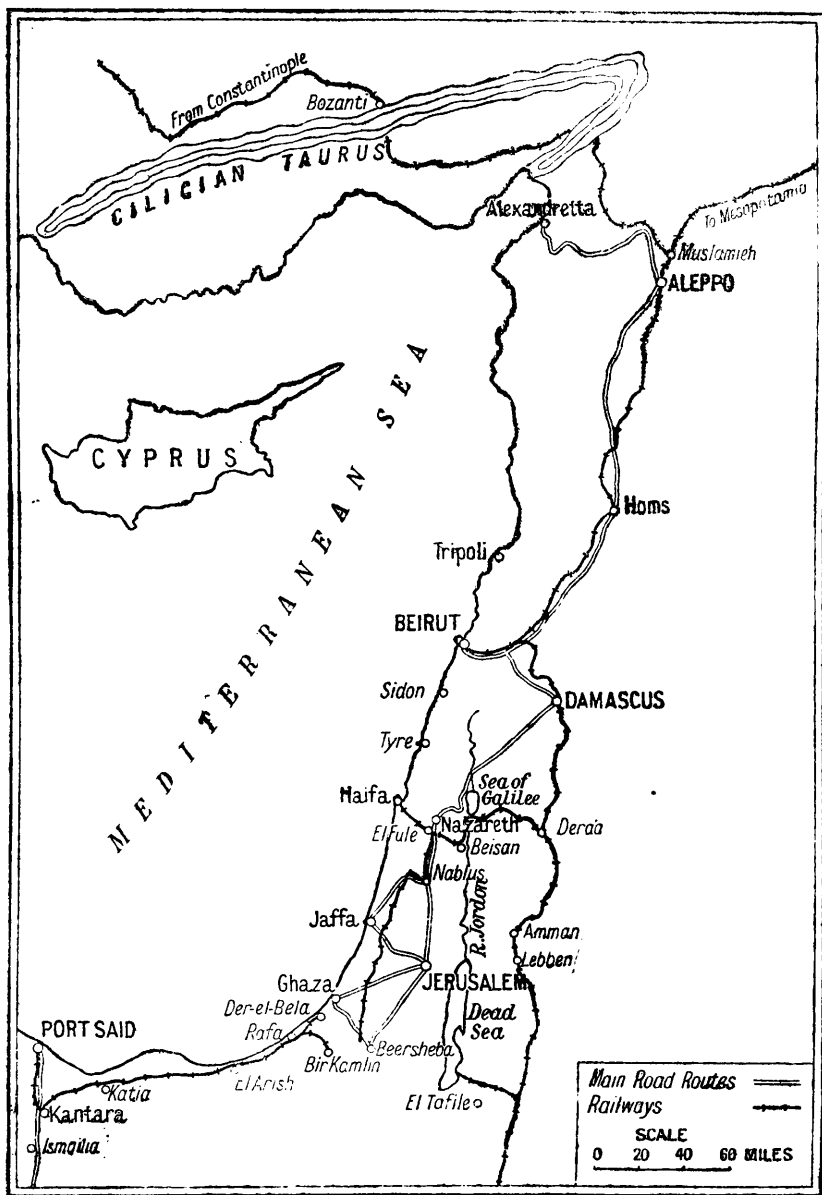 From Constantinople
Bozanti
CILICIAN TAURUS
Alexandretta
To Mesopotamia
Muslamieh
ALEPPO
CYPRUS
MEDITERRANEAN SEA
Homs
Tripoli
BEIRUT
Sidon
DAMASCUS
Tyre
Sea of
Galilee
Haifa
Nazareth
El Fule
Deraa
Beisan
Nablus
R. Jordon
Jaffa
Amman
Lebben
JERUSALEM
Ghaza
Der-el-Bela
Dead
Sea
Rafa
PORT SAID
Beersheba
Bir Kamlin
El Arish
Katia
El Tafile
Kantara
Ismailia
Main Road Routes
Railways
SCALE
0 20 40 60 MILES